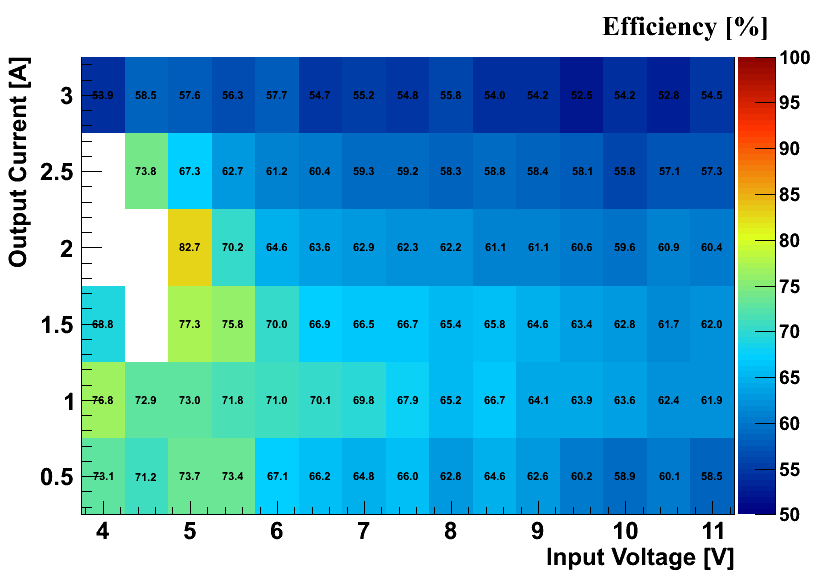 Efficiency [%]
Output Current [A]
3 53.9 58.5 57.6 56.3 57.7 54.7 55.2 54.8 55.8 54.0 54.2 52.5 54.2 52.8 54.5
2.5 73.8 67.3 62.7 61.2 60.4 59.3 59.2 58.3 58.8 58.4 58.1 55.8 57.1 57.3
2 82.7 70.2 64.6 63.6 62.9 62.3 62.2 61.1 61.1 60.6 59.6 60.9 60.4
1.5 68.8 77.3 75.8 70.0 66.9 66.5 66.7 65.4 65.8 64.6 63.4 62.8 61.7 62.0
1 76.8 72.9 73.0 71.8 71.0 70.1 69.8 67.9 65.2 66.7 64.1 63.9 63.6 62.4 61.9
0.5 73.1 71.2 73.7 73.4 67.1 66.2 64.8 66.0 62.8 64.6 62.6 60.2 58.9 60.1 58.5
4 5 6 7 8 9 10 11
Input Voltage [V]
100
95
90
85
80
75
70
65
60
55
50